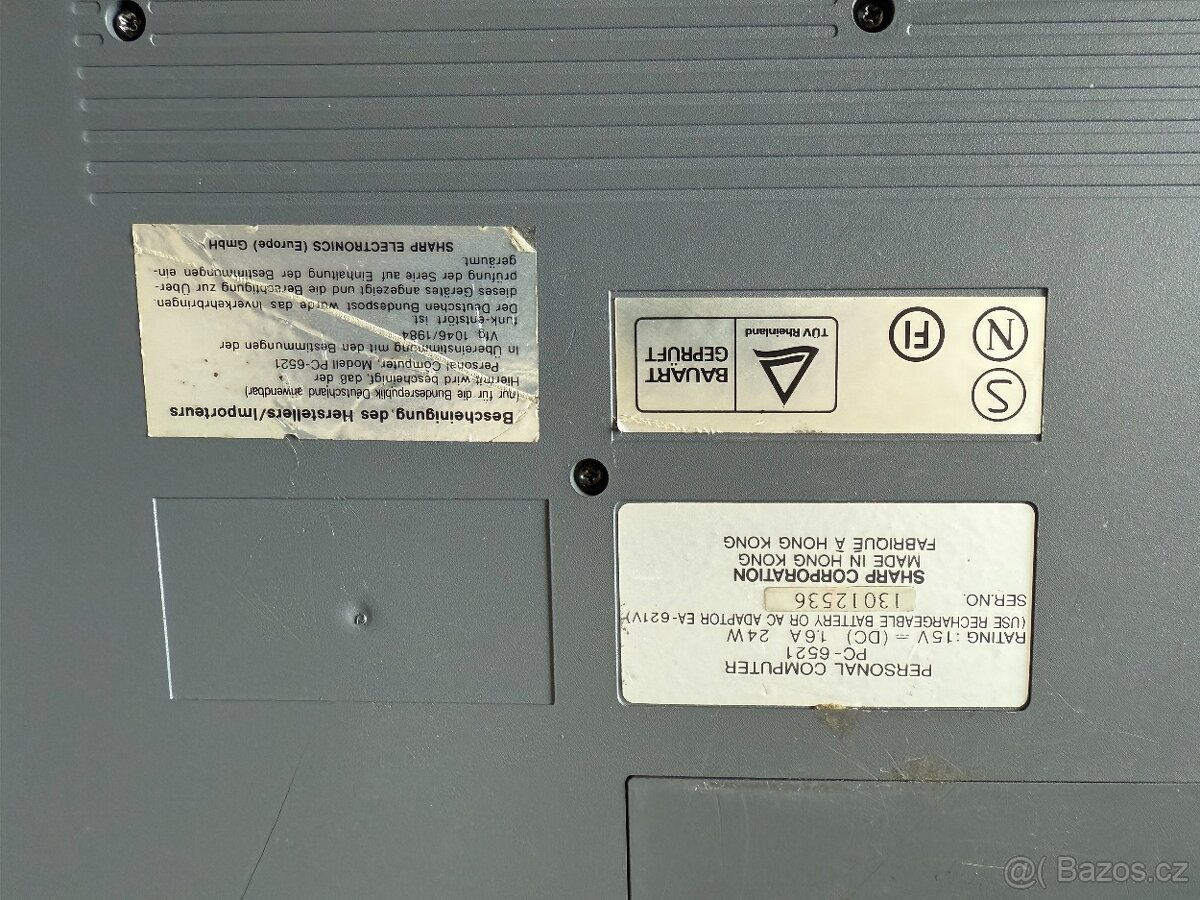 Bescheinigung des Herstellers/Importeurs
(nur für die Bundesrepublik Deutschland anwendbar)
Hiermit wird bescheinigt, daß der
Personal Computer, Modell PC-6521
in Übereinstimmung mit den Bestimmungen der
Vfg 1046/1984
funk-entstört ist.
Der Deutschen Bundespost wurde das Inverkehrbringen
dieses Gerätes angezeigt und die Berechtigung zur Über-
prüfung der Serie auf Einhaltung der Bestimmungen ein-
geräumt.
SHARP ELECTRONICS (Europe) GmbH
S
N
FI
TÜV Rheinland
BAUART
GEPRÜFT
PERSONAL COMPUTER
PC-6521
RATING: 15V ⎓ (DC) 1.6A 24W
(USE RECHARGEABLE BATTERY OR AC ADAPTOR EA-621V)
SER.NO. 13012536
SHARP CORPORATION
MADE IN HONG KONG
FABRIQUÉ À HONG KONG
@( Bazos.cz